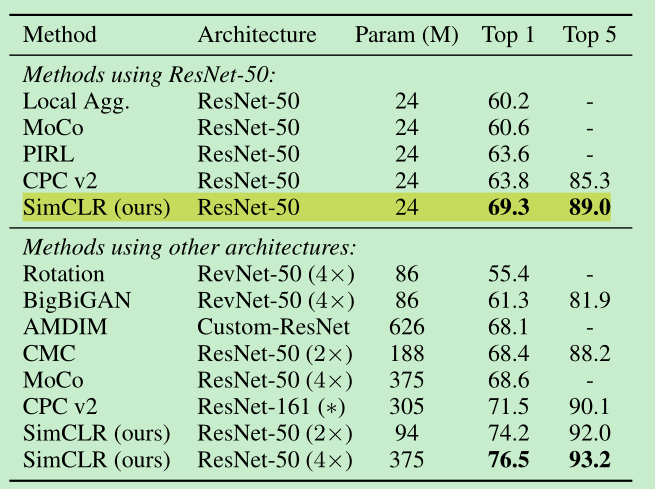 Method Architecture Param (M) Top 1 Top 5
Methods using ResNet-50:
Local Agg. ResNet-50 24 60.2 -
MoCo ResNet-50 24 60.6 -
PIRL ResNet-50 24 63.6 -
CPC v2 ResNet-50 24 63.8 85.3
SimCLR (ours) ResNet-50 24 69.3 89.0
Methods using other architectures:
Rotation RevNet-50 (4×) 86 55.4 -
BigBiGAN RevNet-50 (4×) 86 61.3 81.9
AMDIM Custom-ResNet 626 68.1 -
CMC ResNet-50 (2×) 188 68.4 88.2
MoCo ResNet-50 (4×) 375 68.6 -
CPC v2 ResNet-161 (∗) 305 71.5 90.1
SimCLR (ours) ResNet-50 (2×) 94 74.2 92.0
SimCLR (ours) ResNet-50 (4×) 375 76.5 93.2